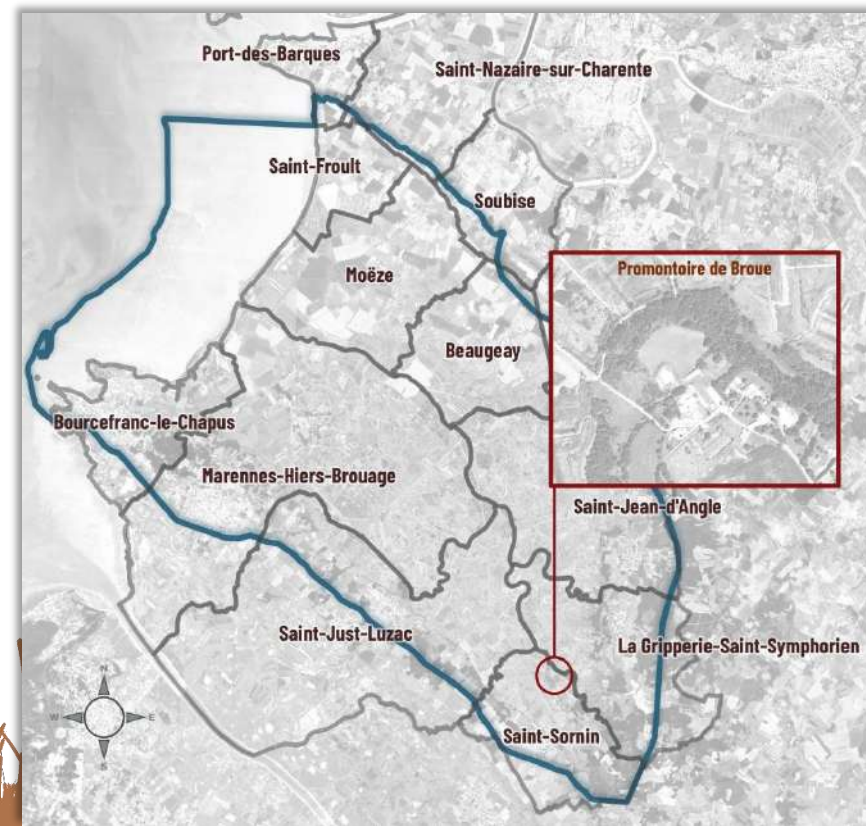 Port-des-Barques
Saint-Nazaire-sur-Charente
Saint-Froult
Soubise
Promontoire de Broue
Moëze
Beaugeay
Bourcefranc-le-Chapus
Marennes-Hiers-Brouage
Saint-Jean-d'Angle
Saint-Just-Luzac
La Gripperie-Saint-Symphorien
N
W
E
S
Saint-Sornin